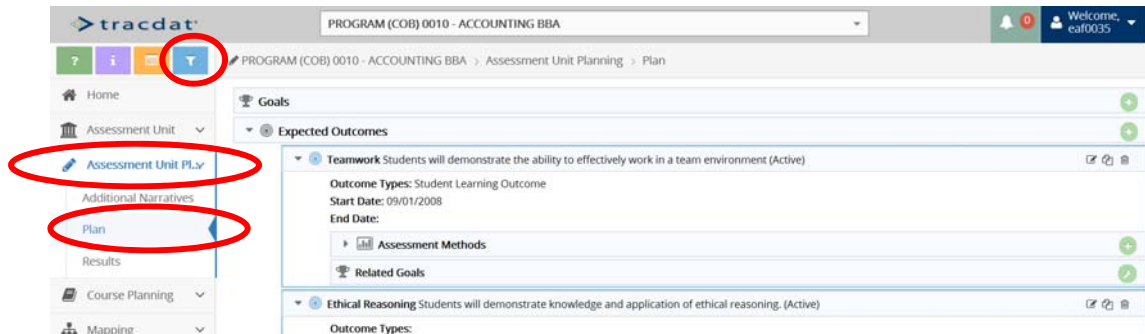 tracdat
PROGRAM (COB) 0010 - ACCOUNTING BBA
0
Welcome,
eaf0035
? i
PROGRAM (COB) 0010 - ACCOUNTING BBA > Assessment Unit Planning > Plan
Home
Goals
Assessment Unit
Expected Outcomes
Assessment Unit Pl...
Teamwork Students will demonstrate the ability to effectively work in a team environment (Active)
Additional Narratives
Outcome Types: Student Learning Outcome
Start Date: 09/01/2008
Plan
End Date:
Assessment Methods
Results
Related Goals
Course Planning
Ethical Reasoning Students will demonstrate knowledge and application of ethical reasoning. (Active)
Mapping
Outcome Types: